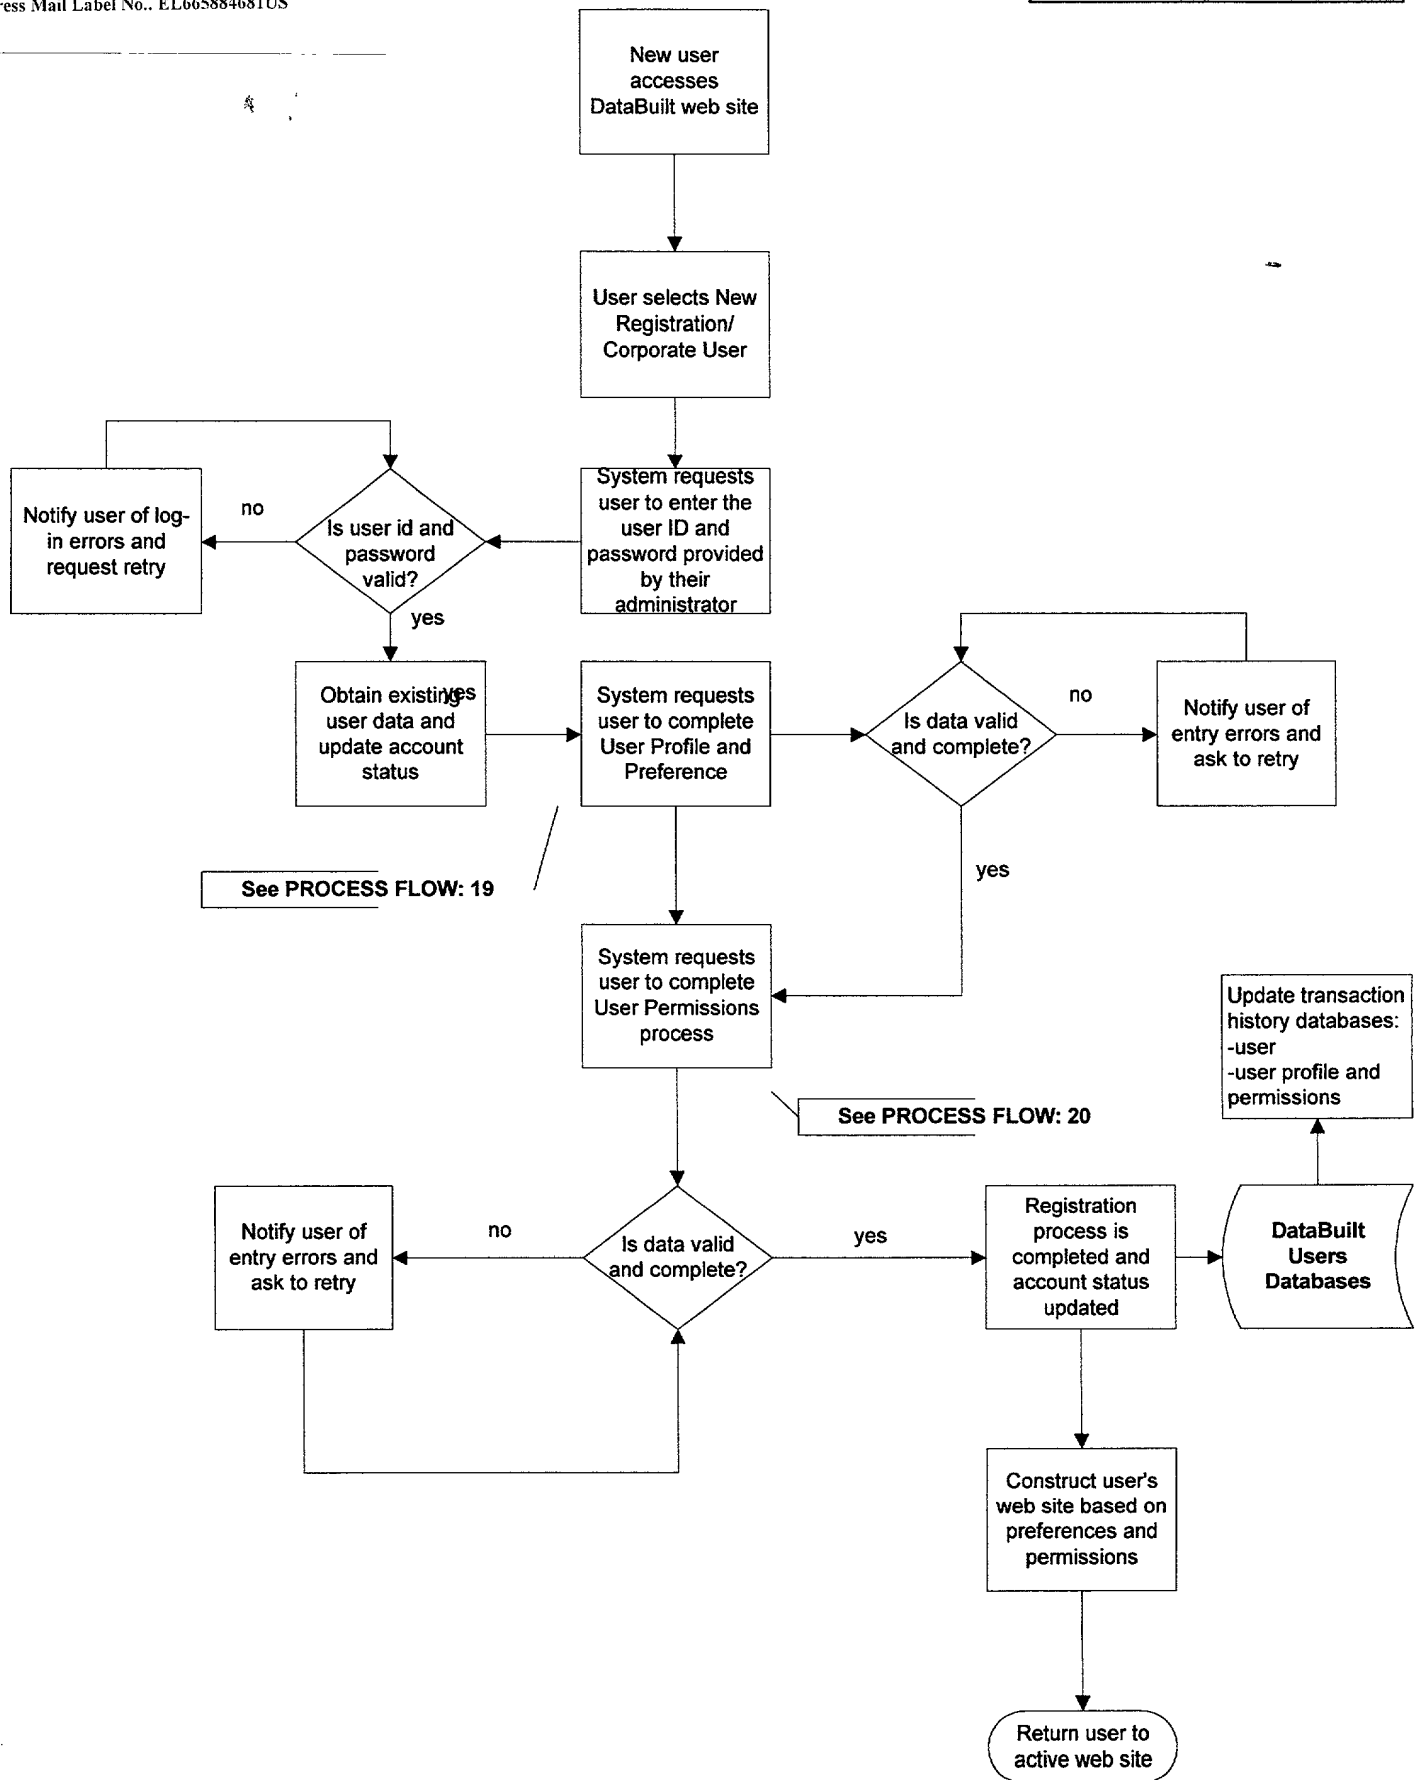 ress Mail Label No.. EL665884681US
New user
accesses
DataBuilt web site
User selects New
Registration/
Corporate User
System requests
user to enter the
user ID and
password provided
by their
administrator
Is user id and
password
valid?
no
Notify user of log-
in errors and
request retry
yes
Obtain existing
yes
user data and
update account
status
System requests
user to complete
User Profile and
Preference
Is data valid
and complete?
no
Notify user of
entry errors and
ask to retry
yes
See PROCESS FLOW: 19
System requests
user to complete
User Permissions
process
See PROCESS FLOW: 20
Update transaction
history databases:
-user
-user profile and
permissions
Notify user of
entry errors and
ask to retry
no
Is data valid
and complete?
yes
Registration
process is
completed and
account status
updated
DataBuilt
Users
Databases
Construct user's
web site based on
preferences and
permissions
Return user to
active web site